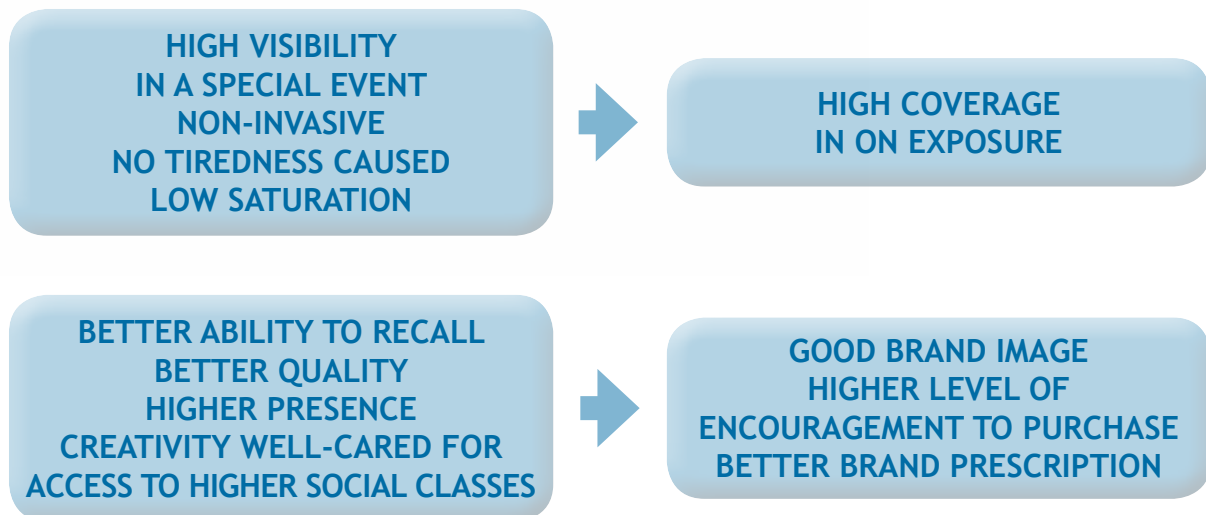 HIGH VISIBILITY
IN A SPECIAL EVENT
NON-INVASIVE
NO TIREDNESS CAUSED
LOW SATURATION
HIGH COVERAGE
IN ON EXPOSURE
BETTER ABILITY TO RECALL
BETTER QUALITY
HIGHER PRESENCE
CREATIVITY WELL-CARED FOR
ACCESS TO HIGHER SOCIAL CLASSES
GOOD BRAND IMAGE
HIGHER LEVEL OF
ENCOURAGEMENT TO PURCHASE
BETTER BRAND PRESCRIPTION